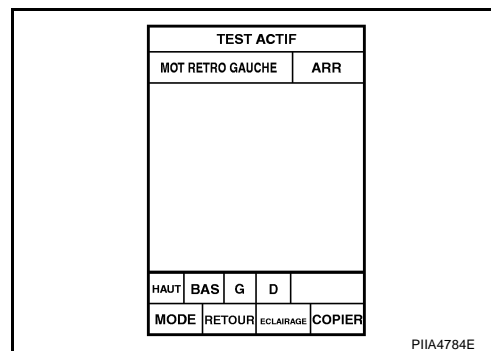 TEST ACTIF
MOT RETRO GAUCHE ARR
HAUT BAS G D
MODE RETOUR ECLAIRAGE COPIER
PIIA4784E